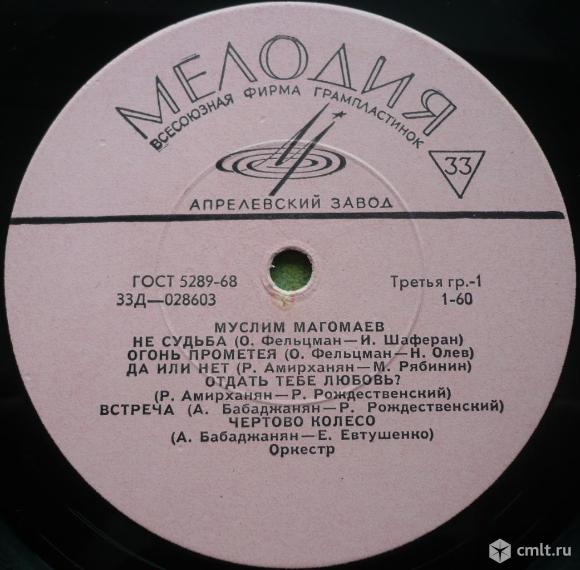 МЕЛОДИЯ
ВСЕСОЮЗНАЯ ФИРМА ГРАМПЛАСТИНОК
33
АПРЕЛЕВСКИЙ ЗАВОД
ГОСТ 5289-68
Третья гр.-1
33Д—028603
1-60
МУСЛИМ МАГОМАЕВ
НЕ СУДЬБА (О. Фельцман—И. Шаферан)
ОГОНЬ ПРОМЕТЕЯ (О. Фельцман—Н. Олев)
ДА ИЛИ НЕТ (Р. Амирханян—М. Рябинин)
ОТДАТЬ ТЕБЕ ЛЮБОВЬ?
(Р. Амирханян—Р. Рождественский)
ВСТРЕЧА (А. Бабаджанян—Р. Рождественский)
ЧЕРТОВО КОЛЕСО
(А. Бабаджанян—Е. Евтушенко)
Оркестр
cmlt.ru